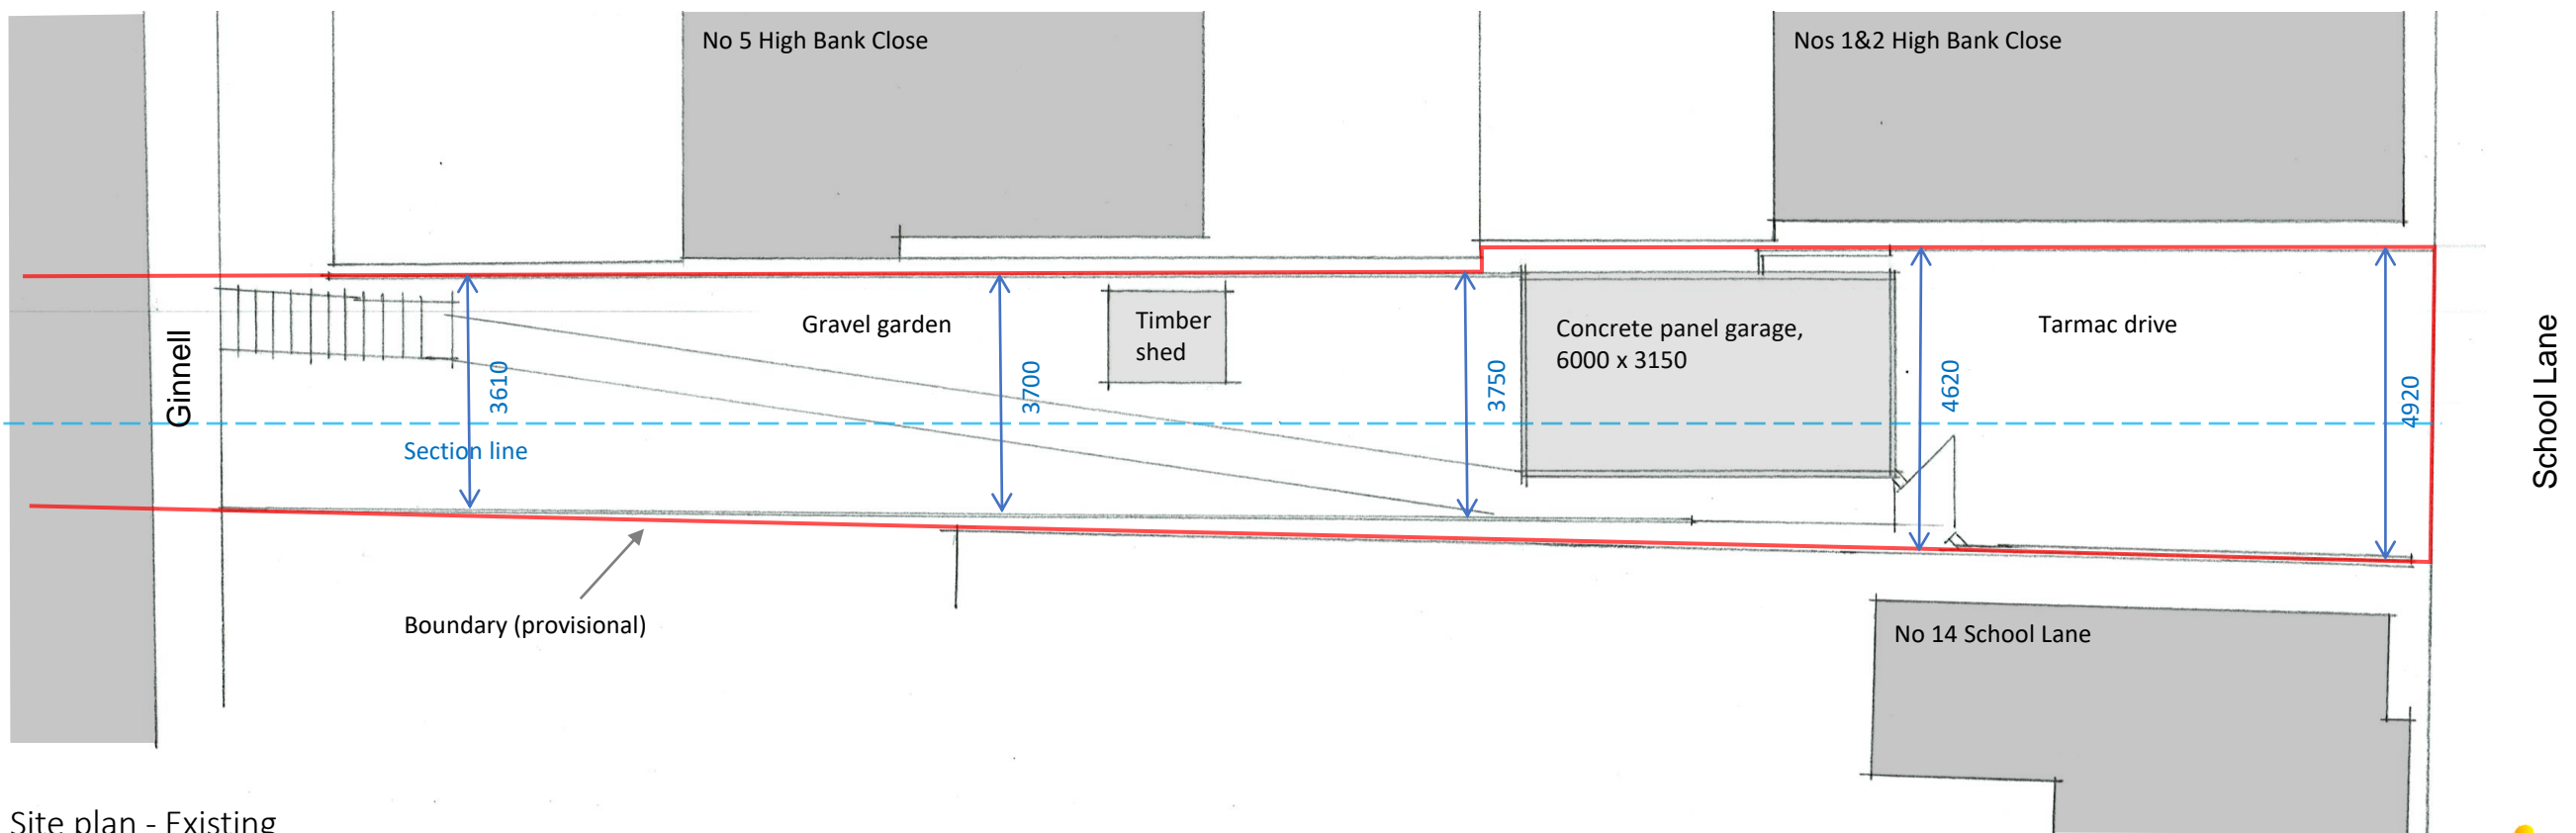 No 5 High Bank Close
Nos 1&2 High Bank Close
Ginnell
Gravel garden
Timber
shed
Concrete panel garage,
6000 x 3150
Tarmac drive
School Lane
3610
3700
3750
4620
4920
Section line
Boundary (provisional)
No 14 School Lane
Site plan - Existing